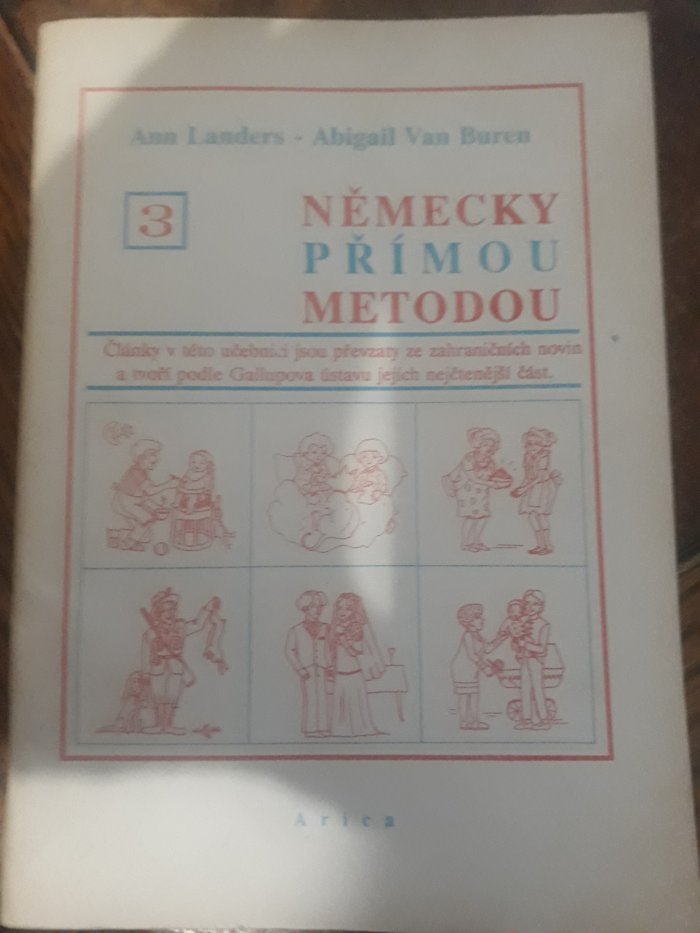 Ann Landers - Abigail Van Buren
3
NĚMECKY
PŘÍMOU
METODOU
Články v této učebnici jsou převzaty ze zahraničních novin
a tvoří podle Gallupova ústavu jejich nejčtenější část.
Arica